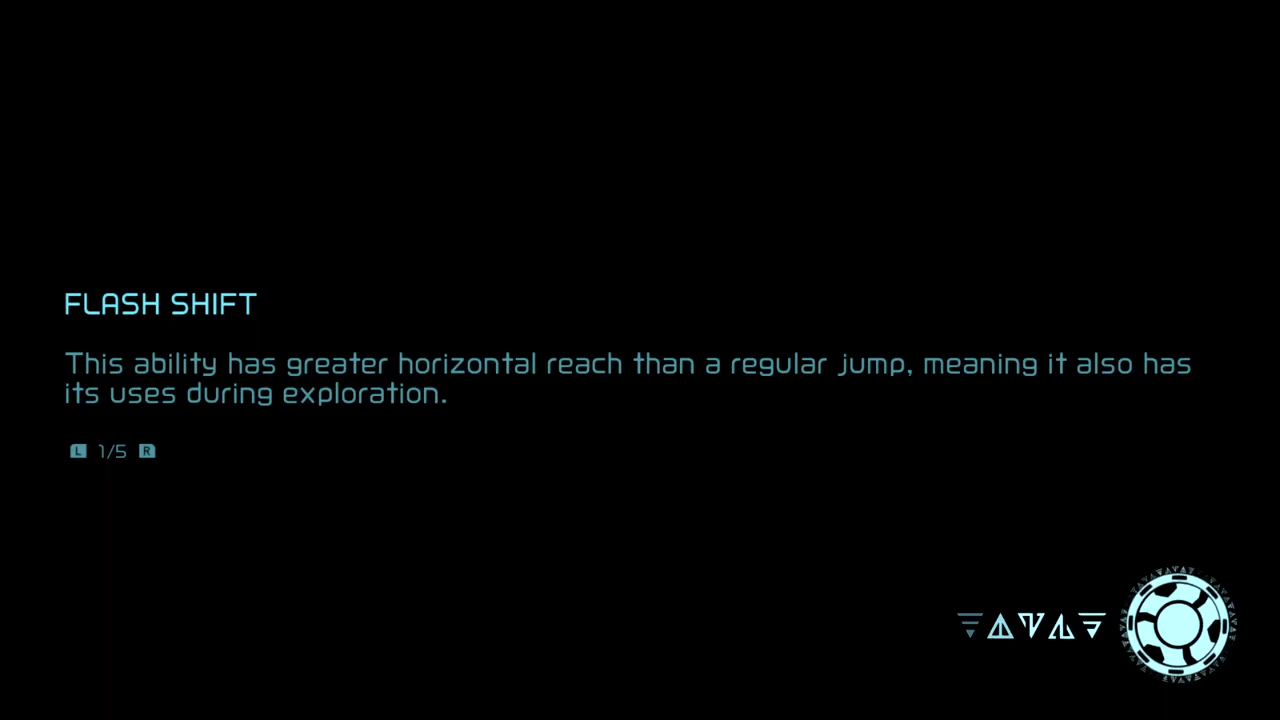 FLASH SHIFT
This ability has greater horizontal reach than a regular jump, meaning it also has
its uses during exploration.
L 1/5 R